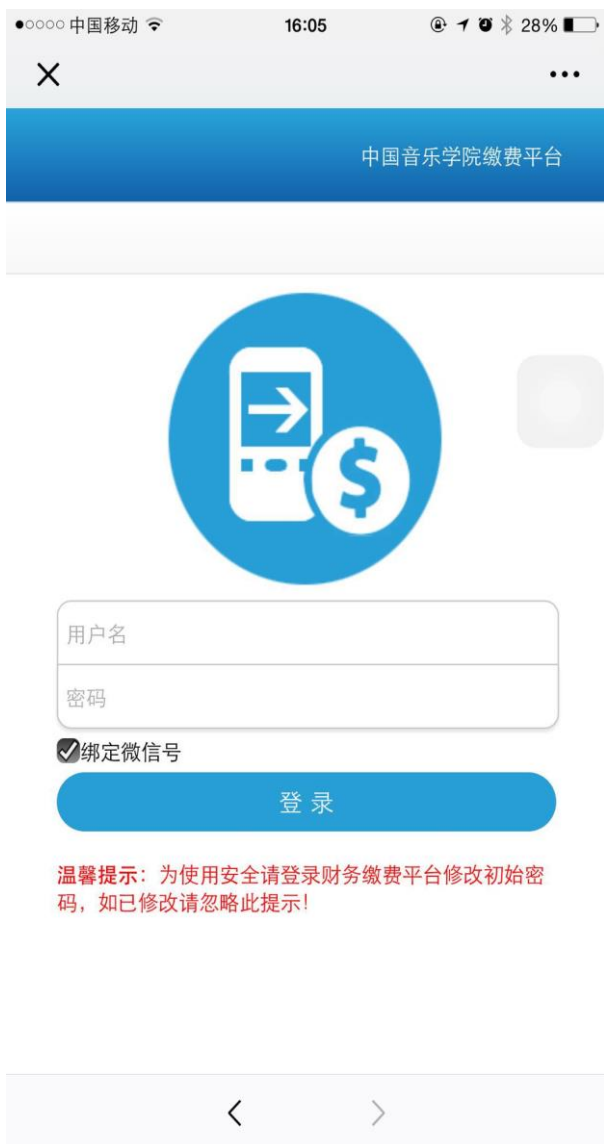 中国移动 16:05 28%
中国音乐学院缴费平台
$
用户名
密码
绑定微信号
登录
温馨提示：为使用安全请登录财务缴费平台修改初始密
码，如已修改请忽略此提示！